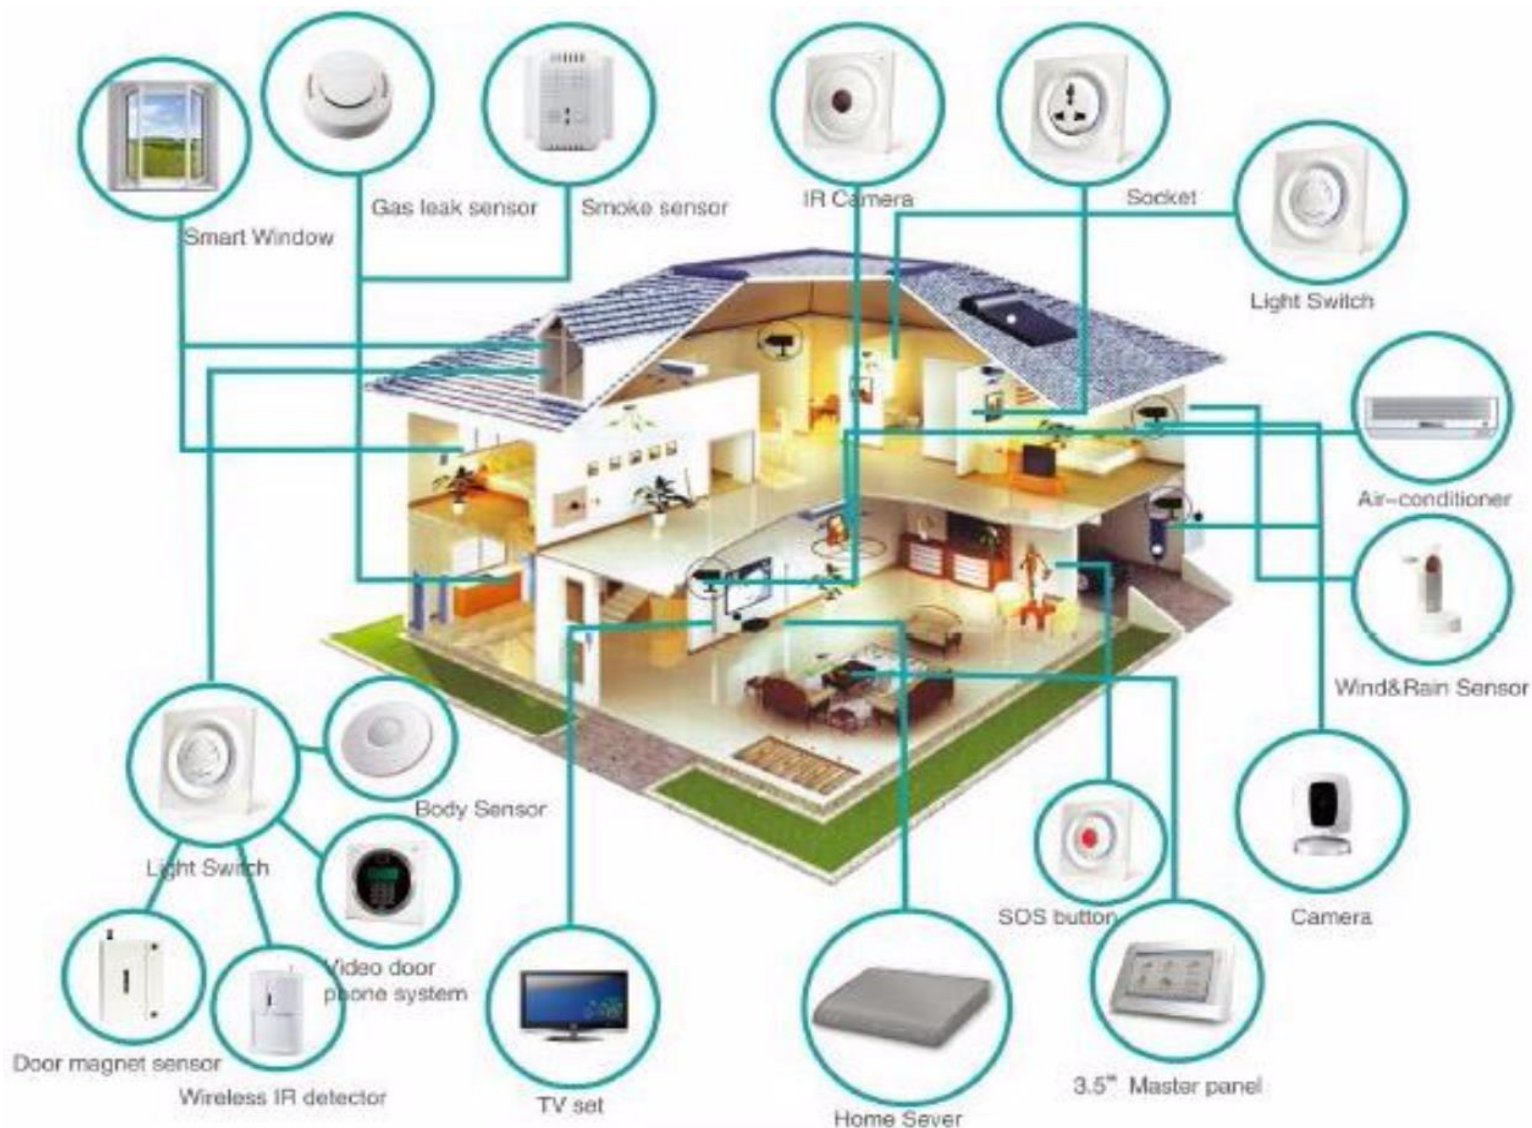 Gas leak sensor
Smoke sensor
IR Camera
Socket
Smart Window
Light Switch
Air-conditioner
Wind&Rain Sensor
Body Sensor
Light Switch
SOS button
Camera
Video door
phone system
Door magnet sensor
Wireless IR detector
TV set
Home Sever
3.5" Master panel